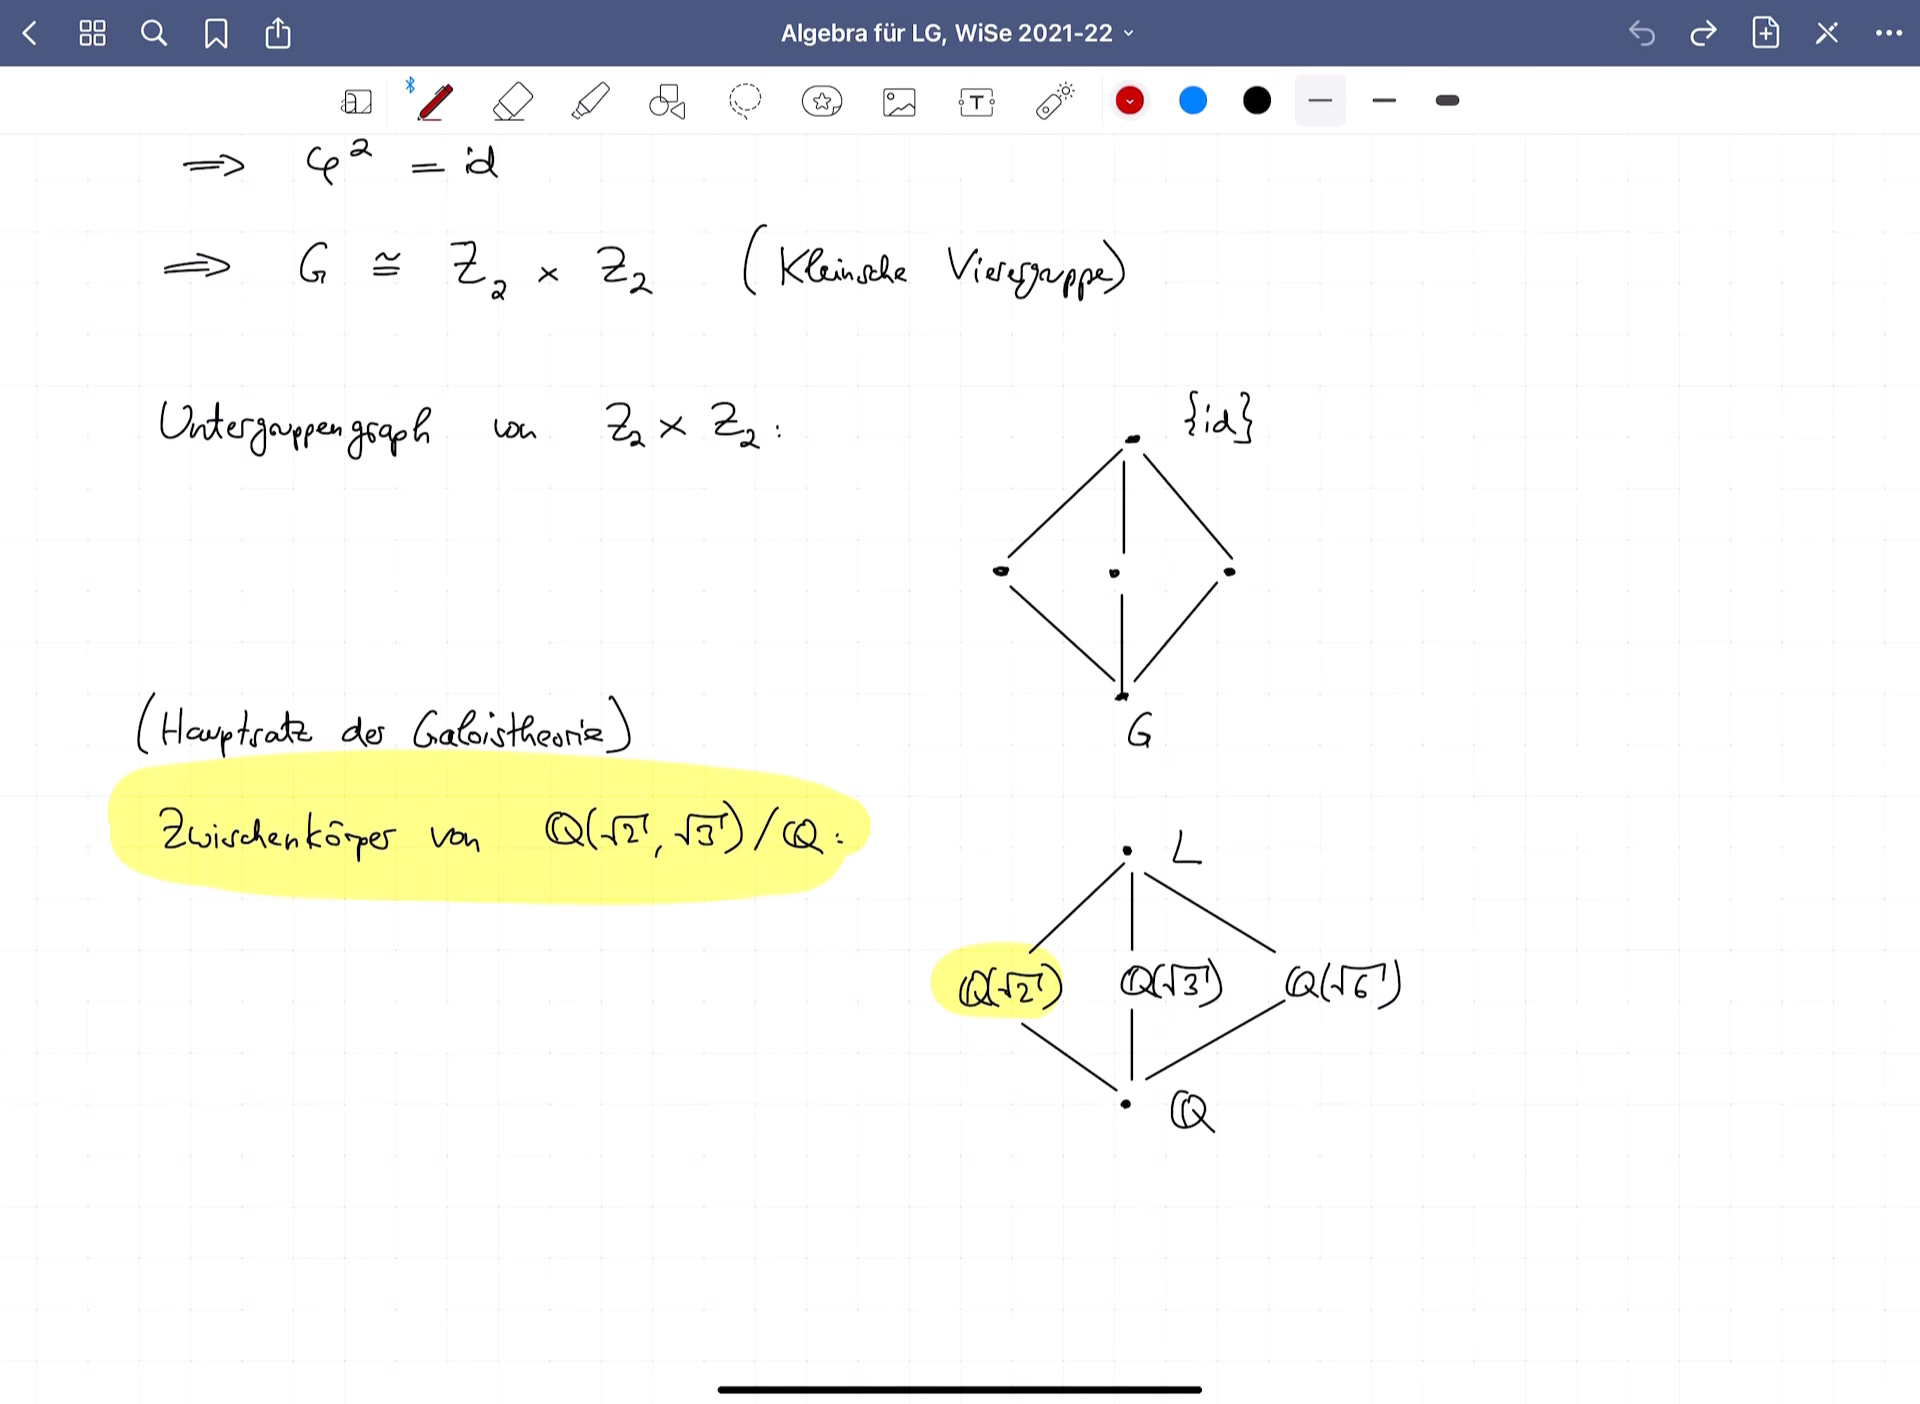 Algebra für LG, WiSe 2021-22
⟹ φ² = id
⟹ G ≅ Z₂ × Z₂ (Kleinsche Vierergruppe)
Untergruppengraph von Z₂ × Z₂:
{id}
G
(Hauptsatz der Galoistheorie)
Zwischenkörper von ℚ(√2, √3)/ℚ:
L
ℚ(√2) ℚ(√3) ℚ(√6)
ℚ